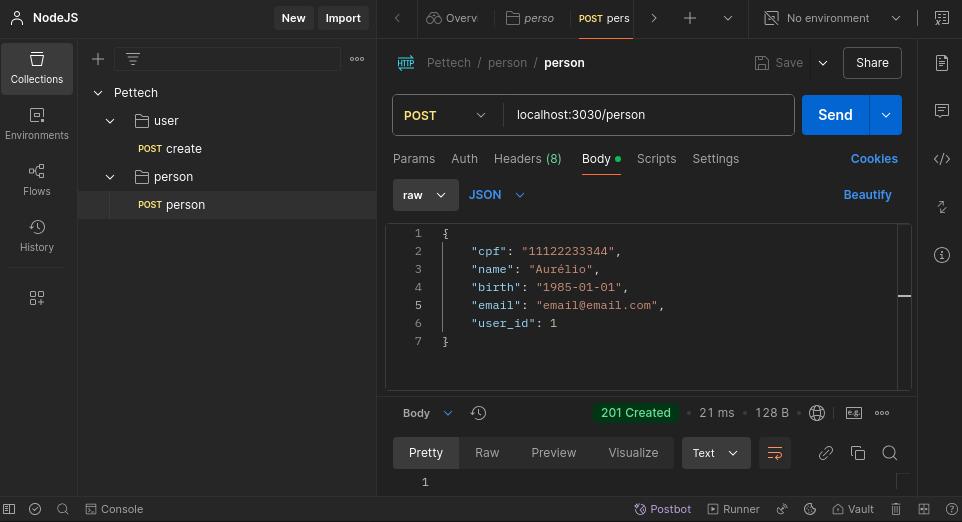 NodeJS
New
Import
Overvi
perso
POST pers
No environment
Collections
Environments
Flows
History
Pettech
user
POST create
person
POST person
HTTP
Pettech / person / person
Save
Share
POST
localhost:3030/person
Send
Params
Auth
Headers (8)
Body
Scripts
Settings
Cookies
raw
JSON
Beautify
1 {
2 "cpf": "11122233344",
3 "name": "Aurélio",
4 "birth": "1985-01-01",
5 "email": "email@email.com",
6 "user_id": 1
7 }
Body
201 Created
21 ms
128 B
e.g.
Pretty
Raw
Preview
Visualize
Text
1
Console
Postbot
Runner
Vault